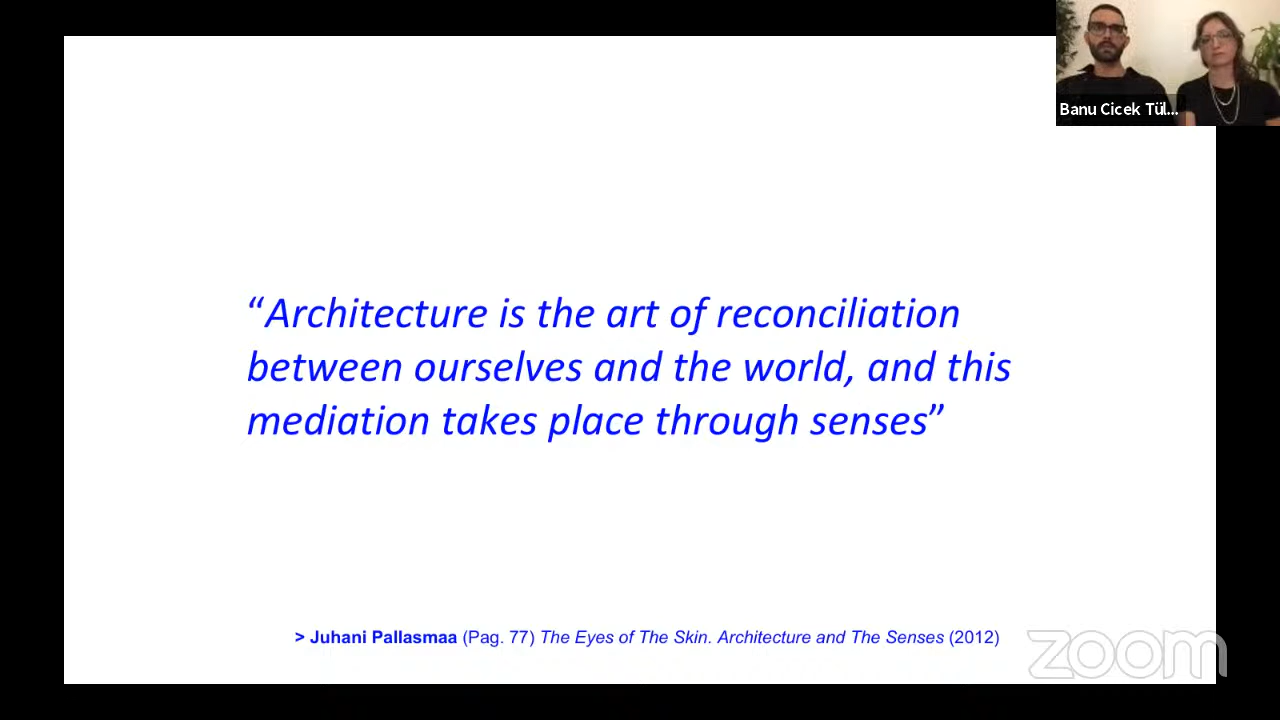 Banu Cicek Tül...
“Architecture is the art of reconciliation
between ourselves and the world, and this
mediation takes place through senses”
> Juhani Pallasmaa (Pag. 77) The Eyes of The Skin. Architecture and The Senses (2012)
zoom